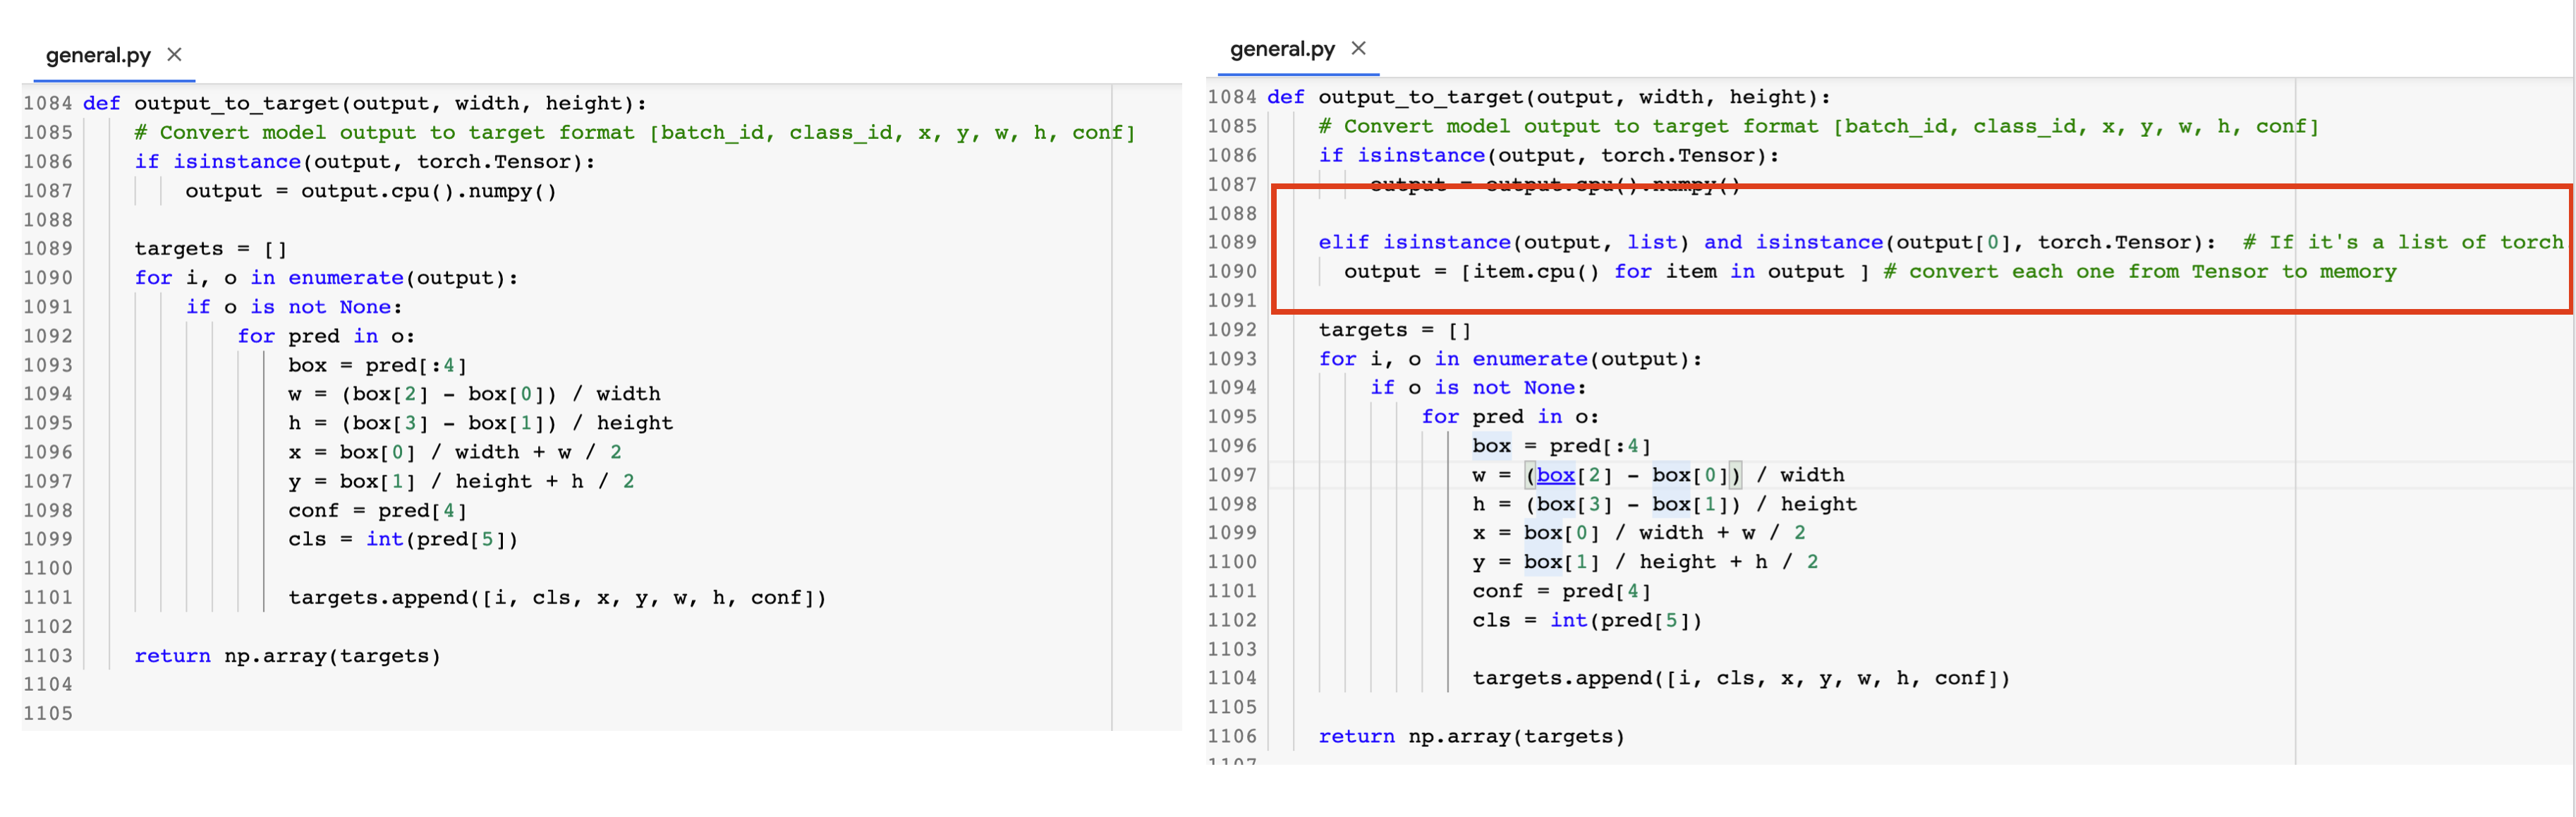 general.py ×
1084 def output_to_target(output, width, height):
1085 # Convert model output to target format [batch_id, class_id, x, y, w, h, conf]
1086 if isinstance(output, torch.Tensor):
1087 output = output.cpu().numpy()
1088
1089 targets = []
1090 for i, o in enumerate(output):
1091 if o is not None:
1092 for pred in o:
1093 box = pred[:4]
1094 w = (box[2] - box[0]) / width
1095 h = (box[3] - box[1]) / height
1096 x = box[0] / width + w / 2
1097 y = box[1] / height + h / 2
1098 conf = pred[4]
1099 cls = int(pred[5])
1100
1101 targets.append([i, cls, x, y, w, h, conf])
1102
1103 return np.array(targets)
1104
1105
general.py ×
1084 def output_to_target(output, width, height):
1085 # Convert model output to target format [batch_id, class_id, x, y, w, h, conf]
1086 if isinstance(output, torch.Tensor):
1087 output = output.cpu().numpy()
1088
1089 elif isinstance(output, list) and isinstance(output[0], torch.Tensor): # If it's a list of torch
1090 output = [item.cpu() for item in output ] # convert each one from Tensor to memory
1091
1092 targets = []
1093 for i, o in enumerate(output):
1094 if o is not None:
1095 for pred in o:
1096 box = pred[:4]
1097 w = (box[2] - box[0]) / width
1098 h = (box[3] - box[1]) / height
1099 x = box[0] / width + w / 2
1100 y = box[1] / height + h / 2
1101 conf = pred[4]
1102 cls = int(pred[5])
1103
1104 targets.append([i, cls, x, y, w, h, conf])
1105
1106 return np.array(targets)
1107